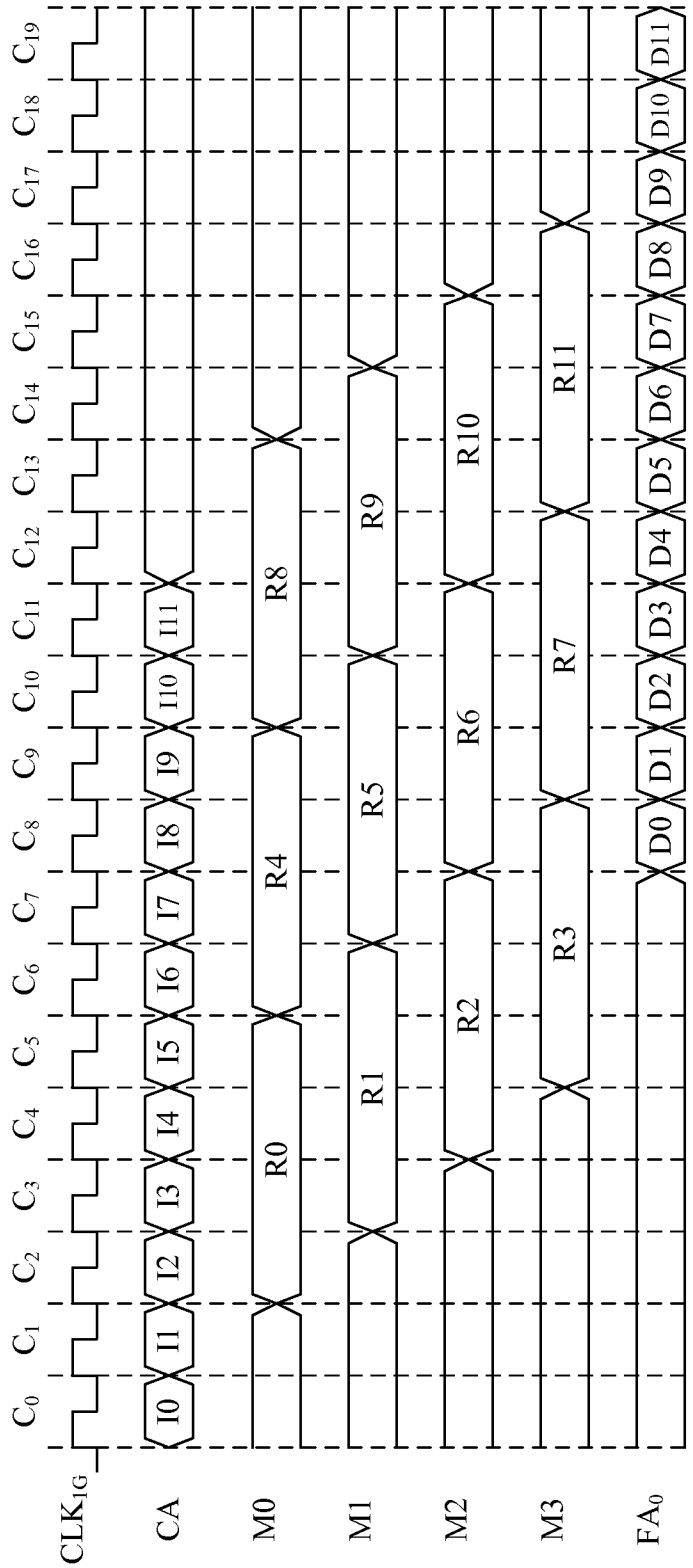 C0 C1 C2 C3 C4 C5 C6 C7 C8 C9 C10 C11 C12 C13 C14 C15 C16 C17 C18 C19
CLK1G
CA I0 I1 I2 I3 I4 I5 I6 I7 I8 I9 I10 I11
M0 R0 R4 R8
M1 R1 R5 R9
M2 R2 R6 R10
M3 R3 R7 R11
FA0 D0 D1 D2 D3 D4 D5 D6 D7 D8 D9 D10 D11